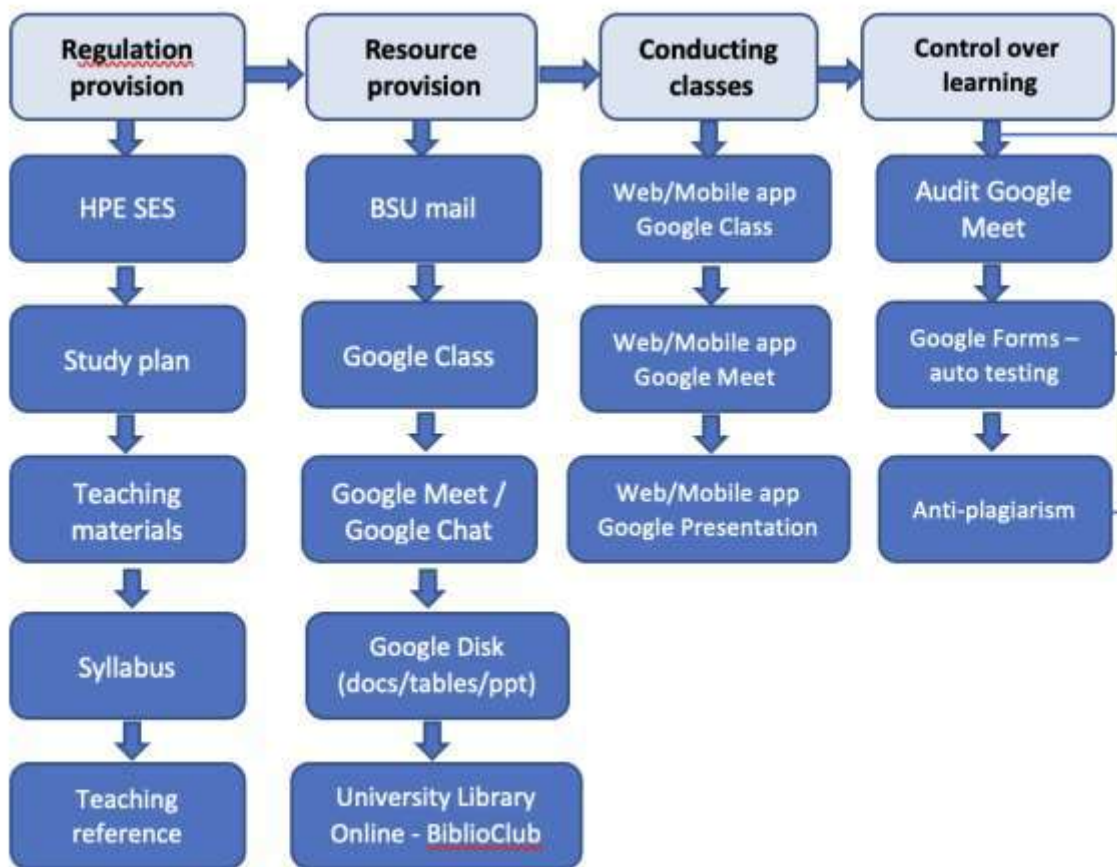 Regulation
provision
Resource
provision
Conducting
classes
Control over
learning
HPE SES
Study plan
Teaching
materials
Syllabus
Teaching
reference
BSU mail
Google Class
Google Meet /
Google Chat
Google Disk
(docs/tables/ppt)
University Library
Online - BiblioClub
Web/Mobile app
Google Class
Web/Mobile app
Google Meet
Web/Mobile app
Google Presentation
Audit Google
Meet
Google Forms –
auto testing
Anti-plagiarism